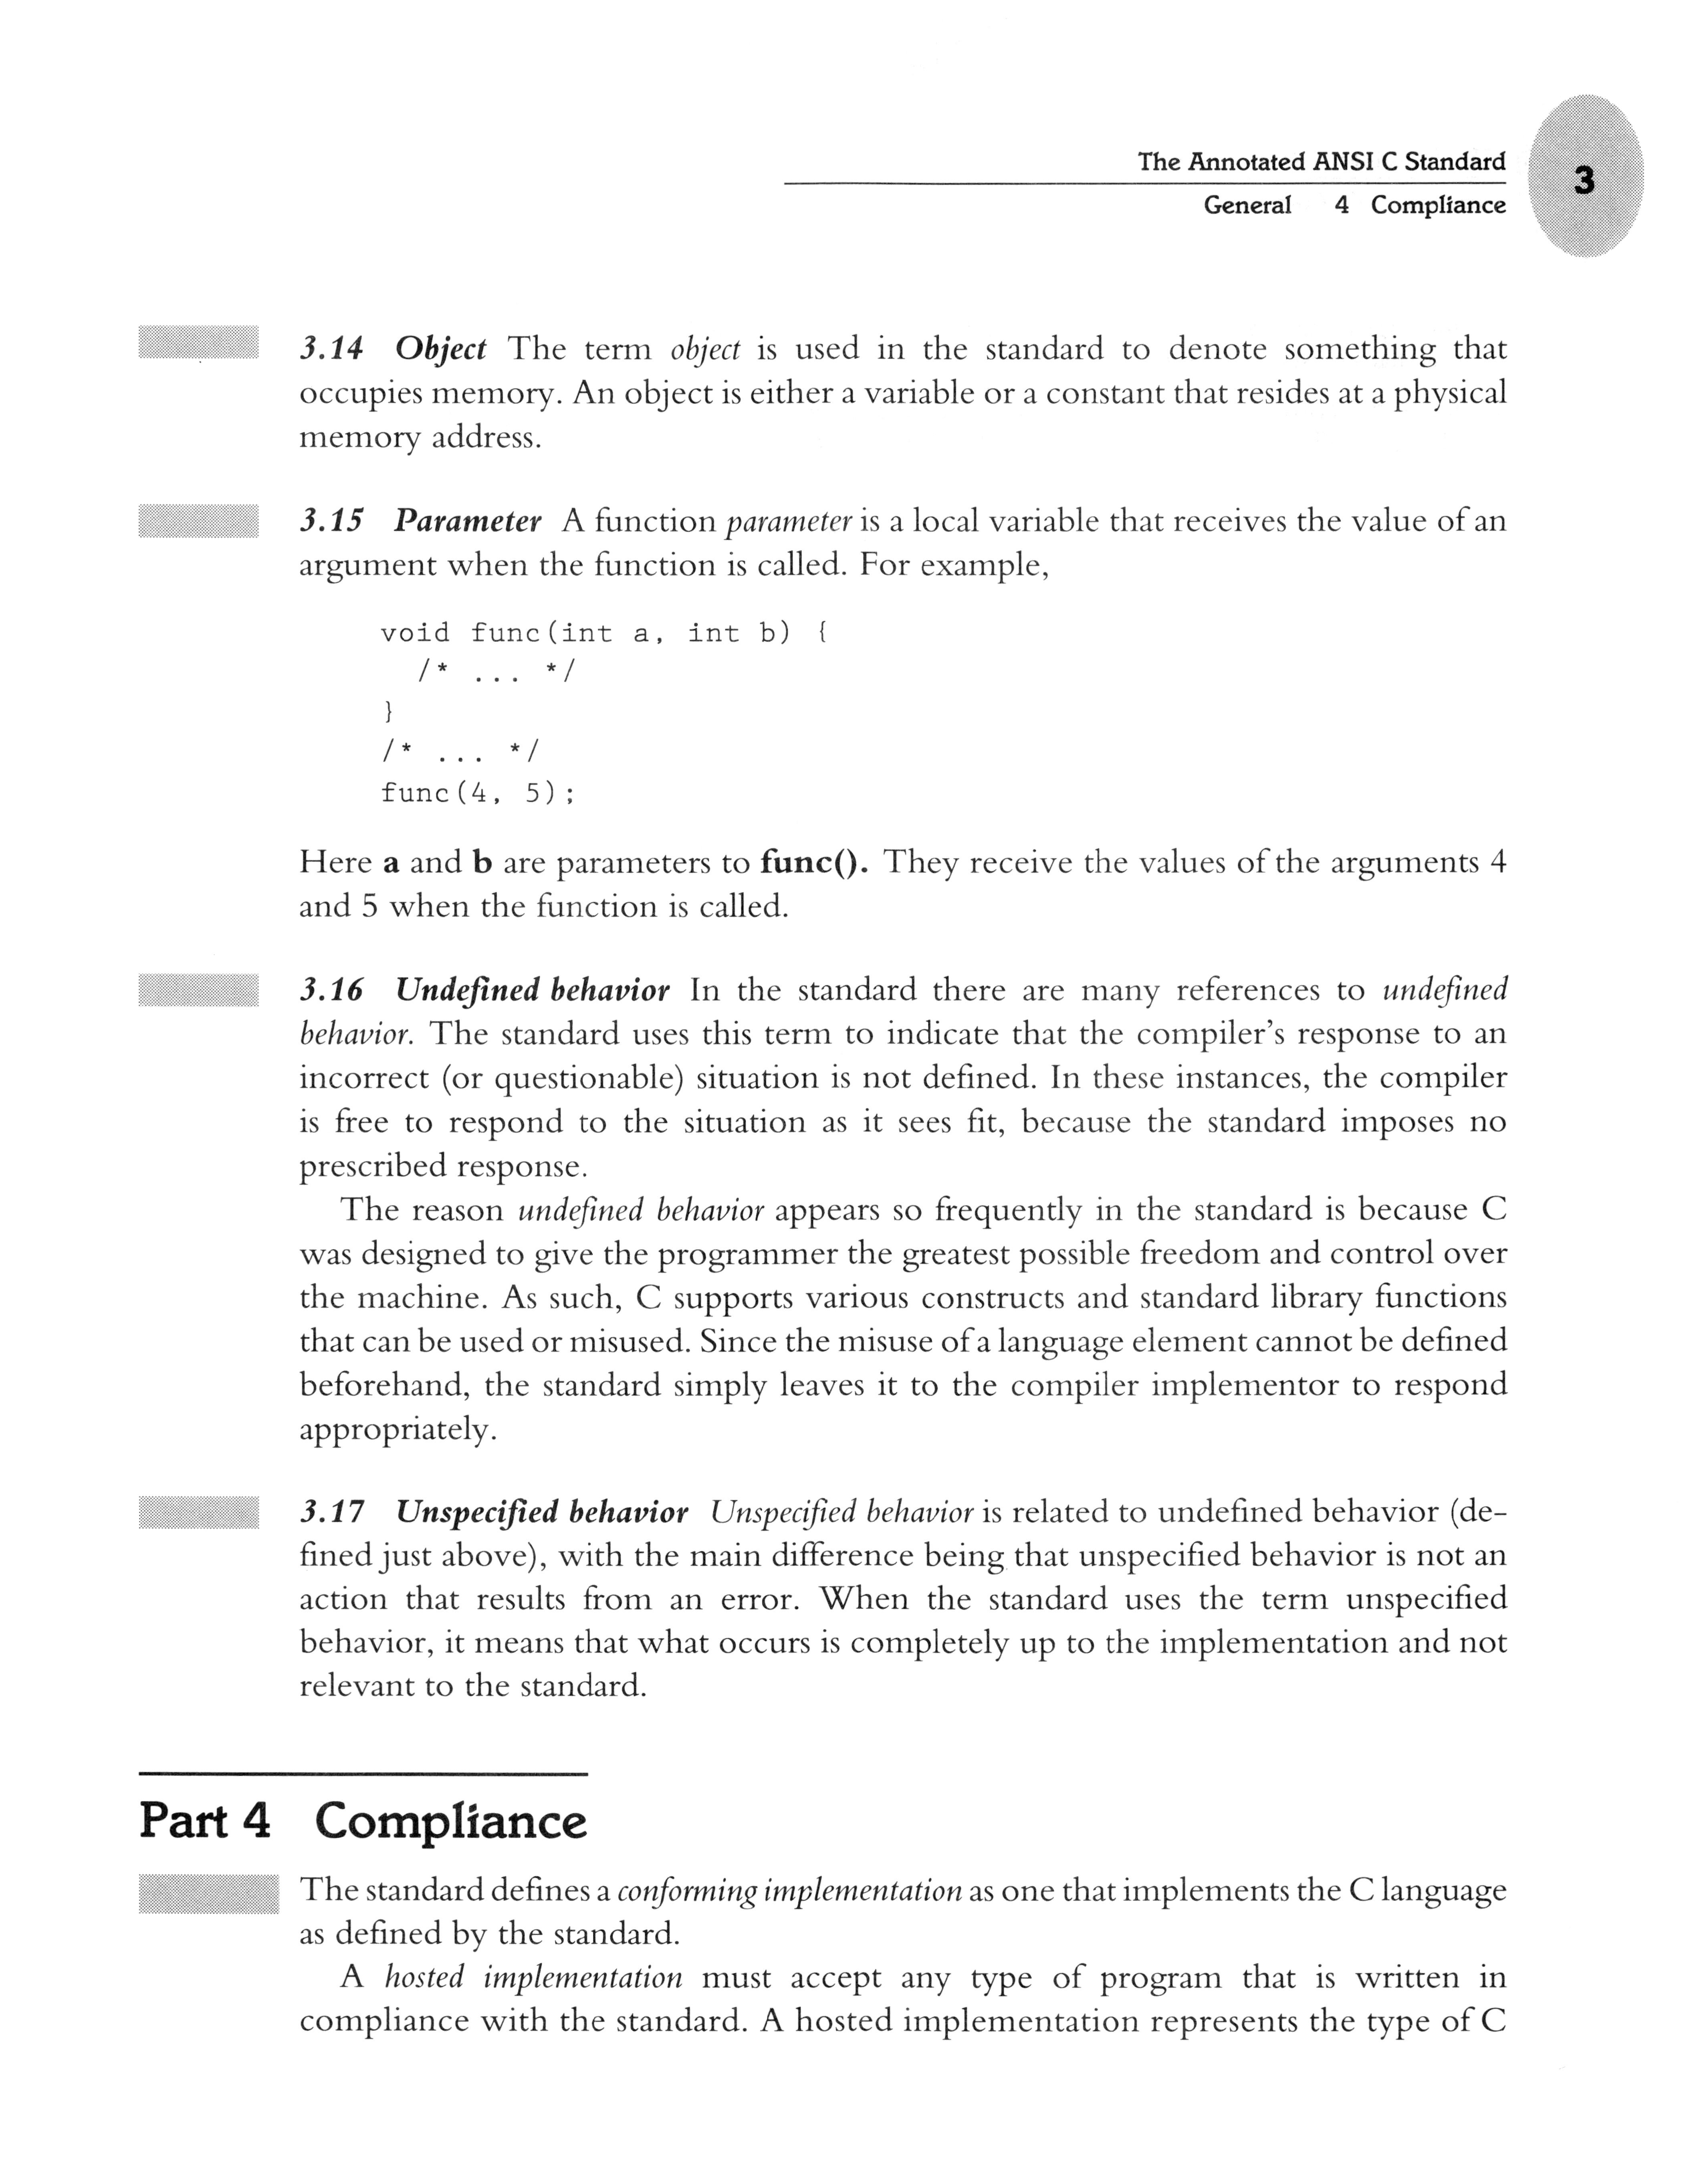 The Annotated ANSI C Standard
General 4 Compliance
3
3.14 Object The term object is used in the standard to denote something that
occupies memory. An object is either a variable or a constant that resides at a physical
memory address.
3.15 Parameter A function parameter is a local variable that receives the value of an
argument when the function is called. For example,
void func(int a, int b) {
/* ... */
}
/* ... */
func(4, 5);
Here a and b are parameters to func(). They receive the values of the arguments 4
and 5 when the function is called.
3.16 Undefined behavior In the standard there are many references to undefined
behavior. The standard uses this term to indicate that the compiler's response to an
incorrect (or questionable) situation is not defined. In these instances, the compiler
is free to respond to the situation as it sees fit, because the standard imposes no
prescribed response.
The reason undefined behavior appears so frequently in the standard is because C
was designed to give the programmer the greatest possible freedom and control over
the machine. As such, C supports various constructs and standard library functions
that can be used or misused. Since the misuse of a language element cannot be defined
beforehand, the standard simply leaves it to the compiler implementor to respond
appropriately.
3.17 Unspecified behavior Unspecified behavior is related to undefined behavior (de-
fined just above), with the main difference being that unspecified behavior is not an
action that results from an error. When the standard uses the term unspecified
behavior, it means that what occurs is completely up to the implementation and not
relevant to the standard.
Part 4 Compliance
The standard defines a conforming implementation as one that implements the C language
as defined by the standard.
A hosted implementation must accept any type of program that is written in
compliance with the standard. A hosted implementation represents the type of C